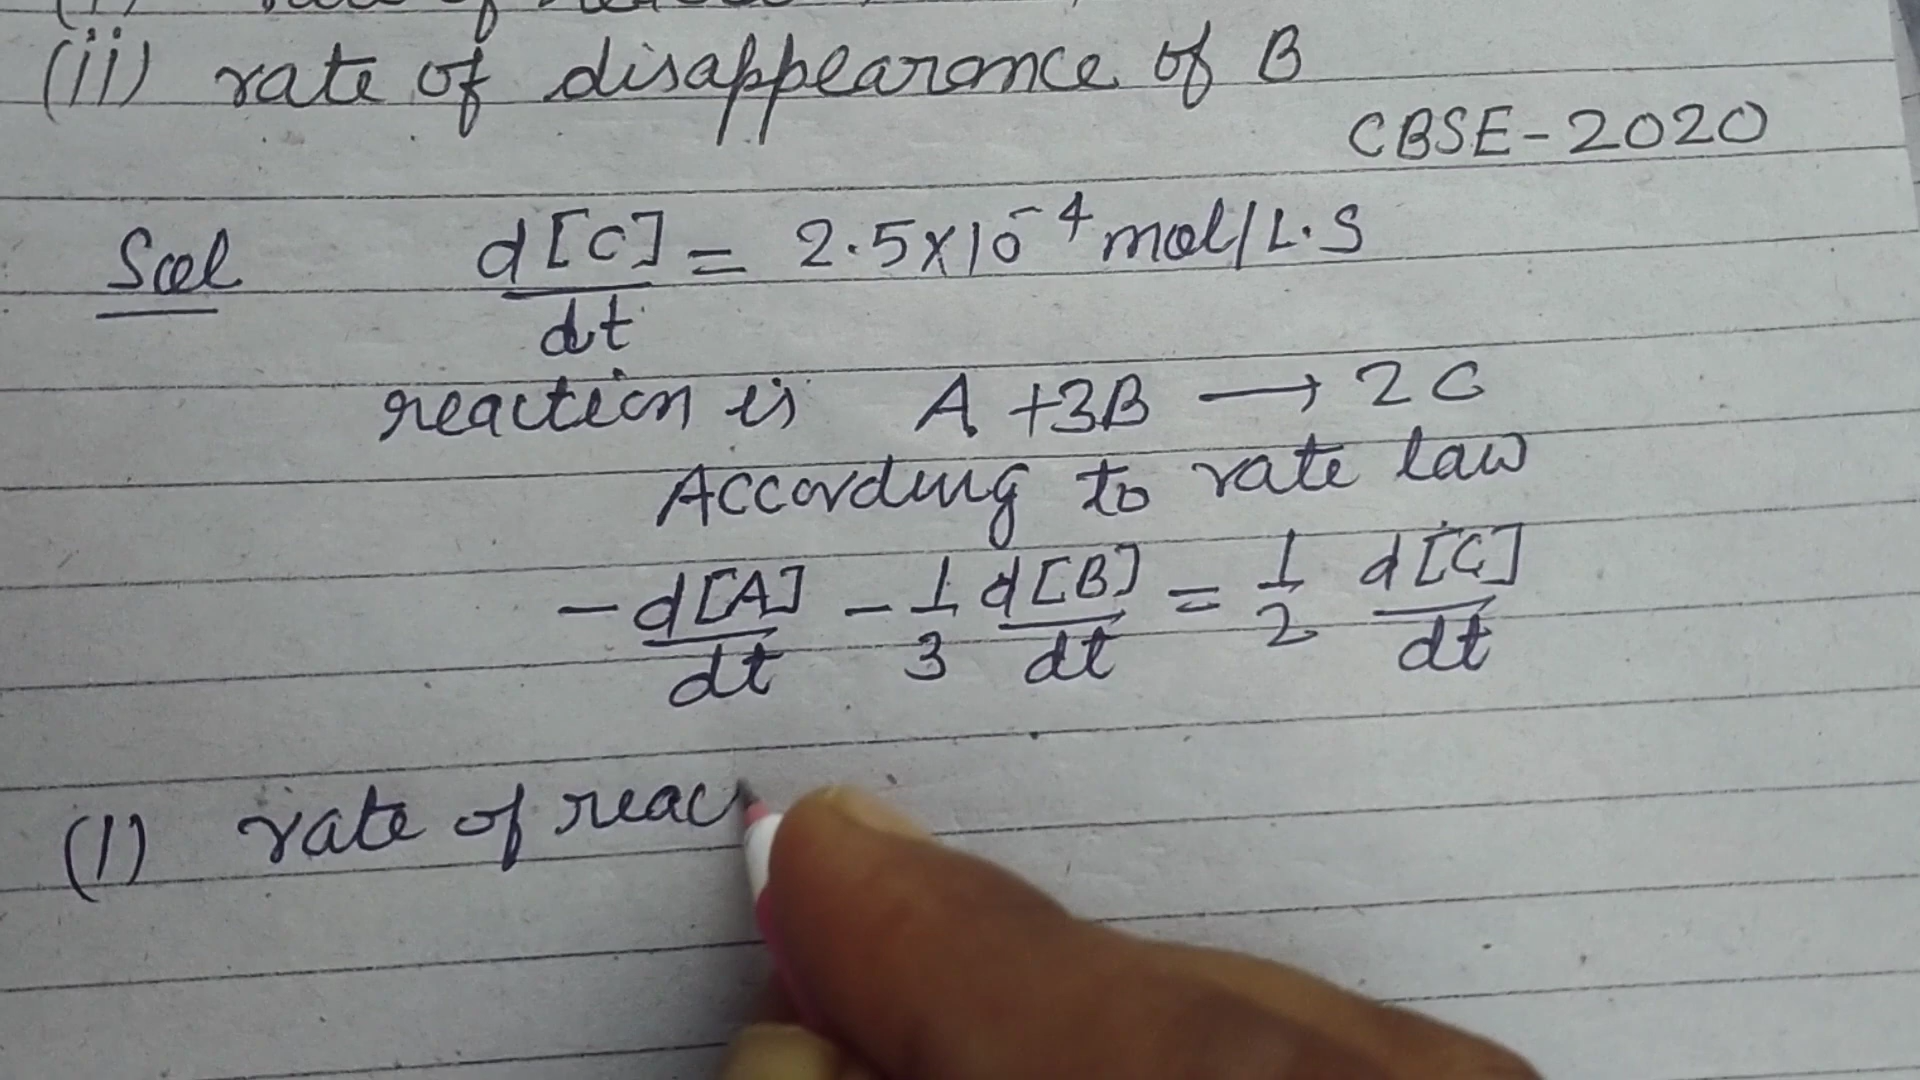 (ii) rate of disappearance of B
CBSE-2020
Sol d[C]/dt = 2.5×10⁻⁴ mol/L.S
reaction is A +3B → 2C
According to rate law
-d[A]/dt - 1/3 d[B]/dt = 1/2 d[C]/dt
(1) rate of reac